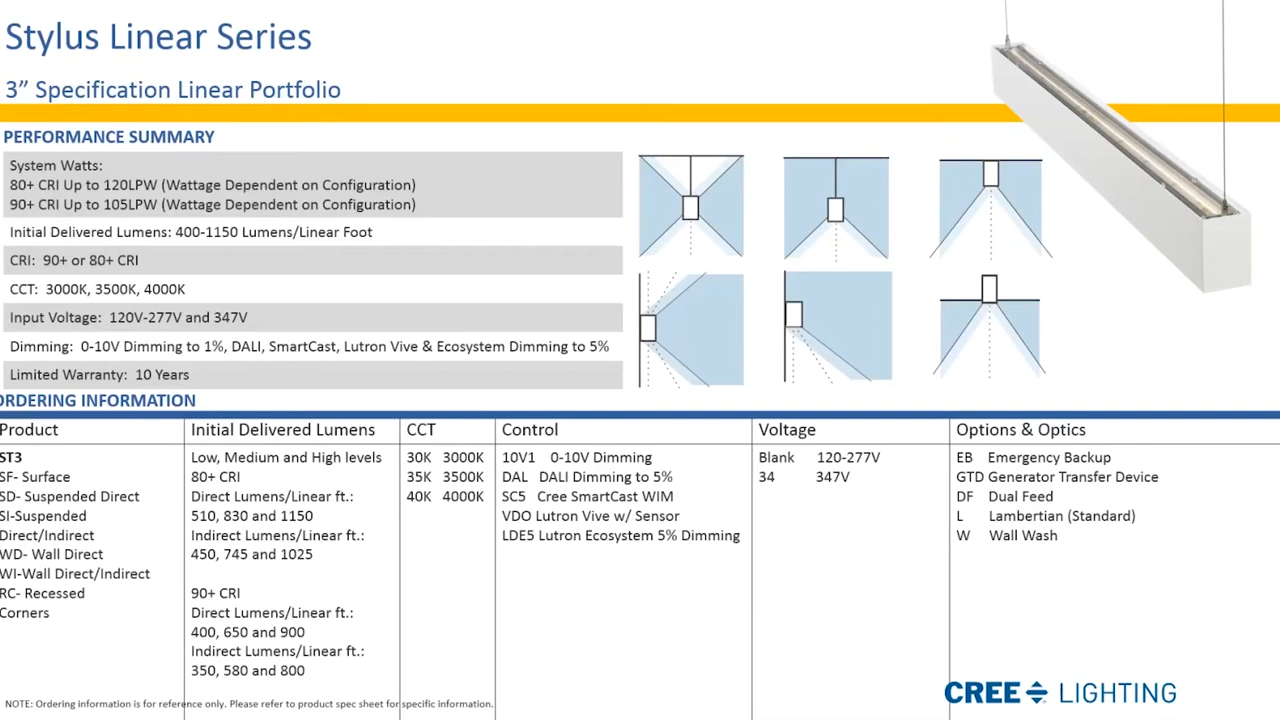 Stylus Linear Series
3” Specification Linear Portfolio
PERFORMANCE SUMMARY
System Watts:
80+ CRI Up to 120LPW (Wattage Dependent on Configuration)
90+ CRI Up to 105LPW (Wattage Dependent on Configuration)
Initial Delivered Lumens: 400-1150 Lumens/Linear Foot
CRI: 90+ or 80+ CRI
CCT: 3000K, 3500K, 4000K
Input Voltage: 120V-277V and 347V
Dimming: 0-10V Dimming to 1%, DALI, SmartCast, Lutron Vive & Ecosystem Dimming to 5%
Limited Warranty: 10 Years
ORDERING INFORMATION
Product
ST3
SF- Surface
SD- Suspended Direct
SI-Suspended
Direct/Indirect
WD- Wall Direct
WI-Wall Direct/Indirect
RC- Recessed
Corners
Initial Delivered Lumens
Low, Medium and High levels
80+ CRI
Direct Lumens/Linear ft.:
510, 830 and 1150
Indirect Lumens/Linear ft.:
450, 745 and 1025
90+ CRI
Direct Lumens/Linear ft.:
400, 650 and 900
Indirect Lumens/Linear ft.:
350, 580 and 800
CCT
30K 3000K
35K 3500K
40K 4000K
Control
10V1 0-10V Dimming
DAL DALI Dimming to 5%
SC5 Cree SmartCast WIM
VDO Lutron Vive w/ Sensor
LDE5 Lutron Ecosystem 5% Dimming
Voltage
Blank 120-277V
34 347V
Options & Optics
EB Emergency Backup
GTD Generator Transfer Device
DF Dual Feed
L Lambertian (Standard)
W Wall Wash
NOTE: Ordering information is for reference only. Please refer to product spec sheet for specific information.
CREE LIGHTING